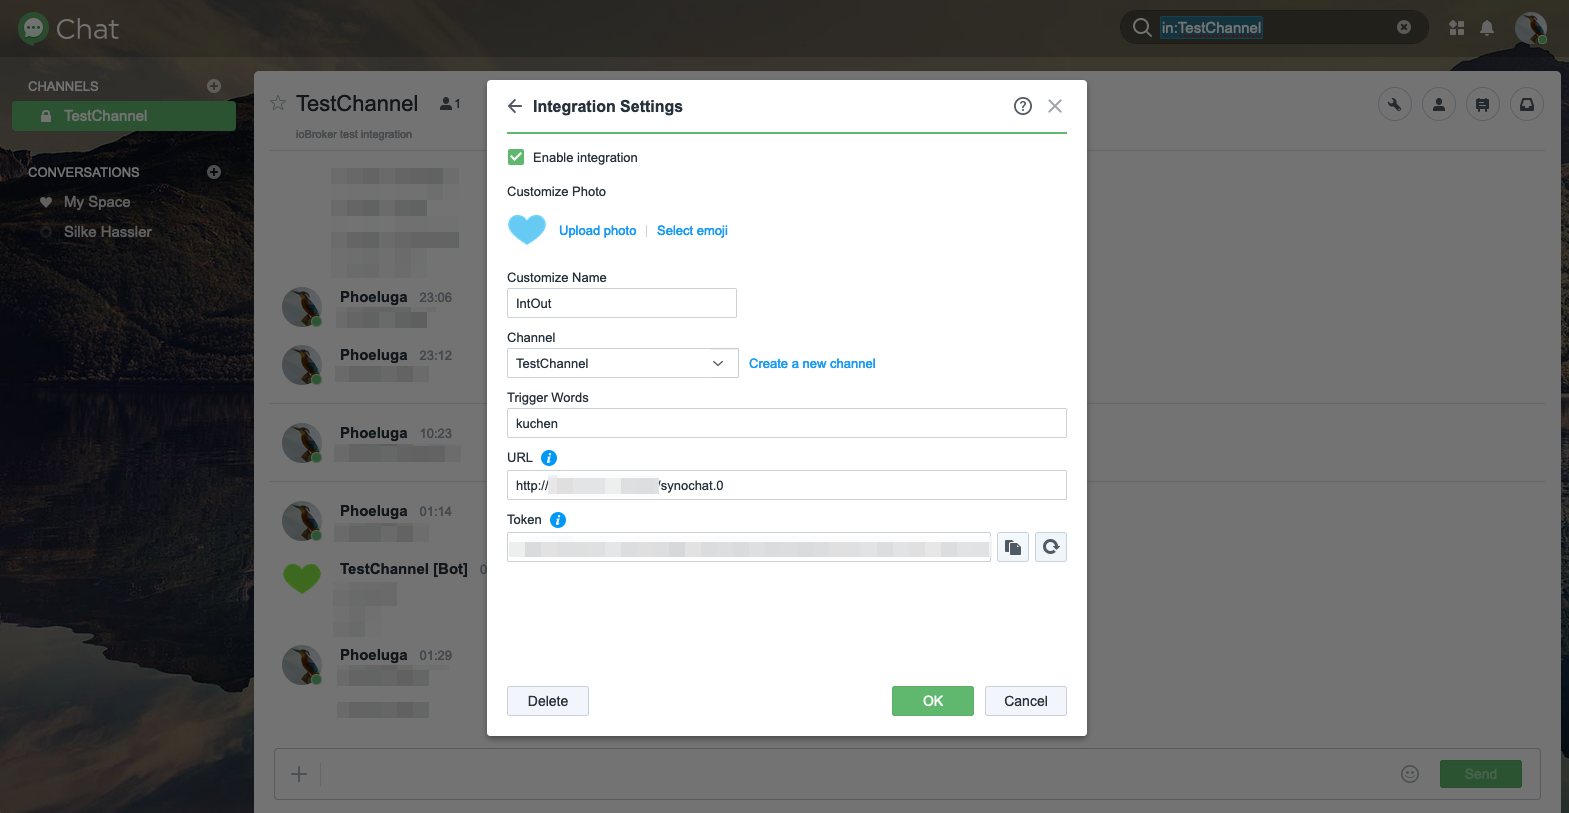 Chat
in:TestChannel
CHANNELS
TestChannel
CONVERSATIONS
My Space
Silke Hassler
TestChannel
1
ioBroker test integration
Phoeluga 23:06
Phoeluga 23:12
Phoeluga 10:23
Phoeluga 01:14
TestChannel [Bot]
Phoeluga 01:29
Send
Integration Settings
Enable integration
Customize Photo
Upload photo | Select emoji
Customize Name
IntOut
Channel
TestChannel
Create a new channel
Trigger Words
kuchen
URL
http://
/synochat.0
Token
Delete
OK
Cancel